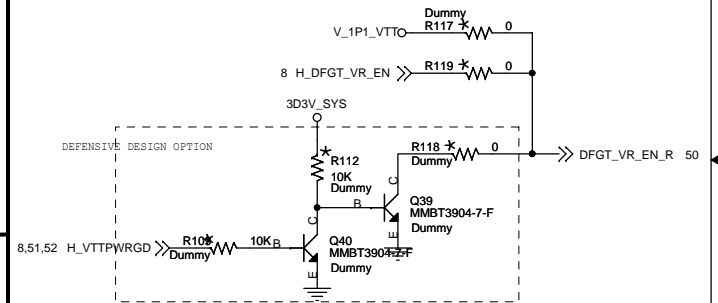 Dummy
V_1P1_VTT R117 * 0
8 H_DFGT_VR_EN R119 * 0
3D3V_SYS
DEFENSIVE DESIGN OPTION
R118 * 0
Dummy
DFGT_VR_EN_R 50
*
R112
10K
Dummy
C
B
Q39
MMBT3904-7-F
Dummy
E
C
8,51,52 H_VTTPWRGD
* 10K
Dummy
B
Q40
MMBT3904-7-F
Dummy
E